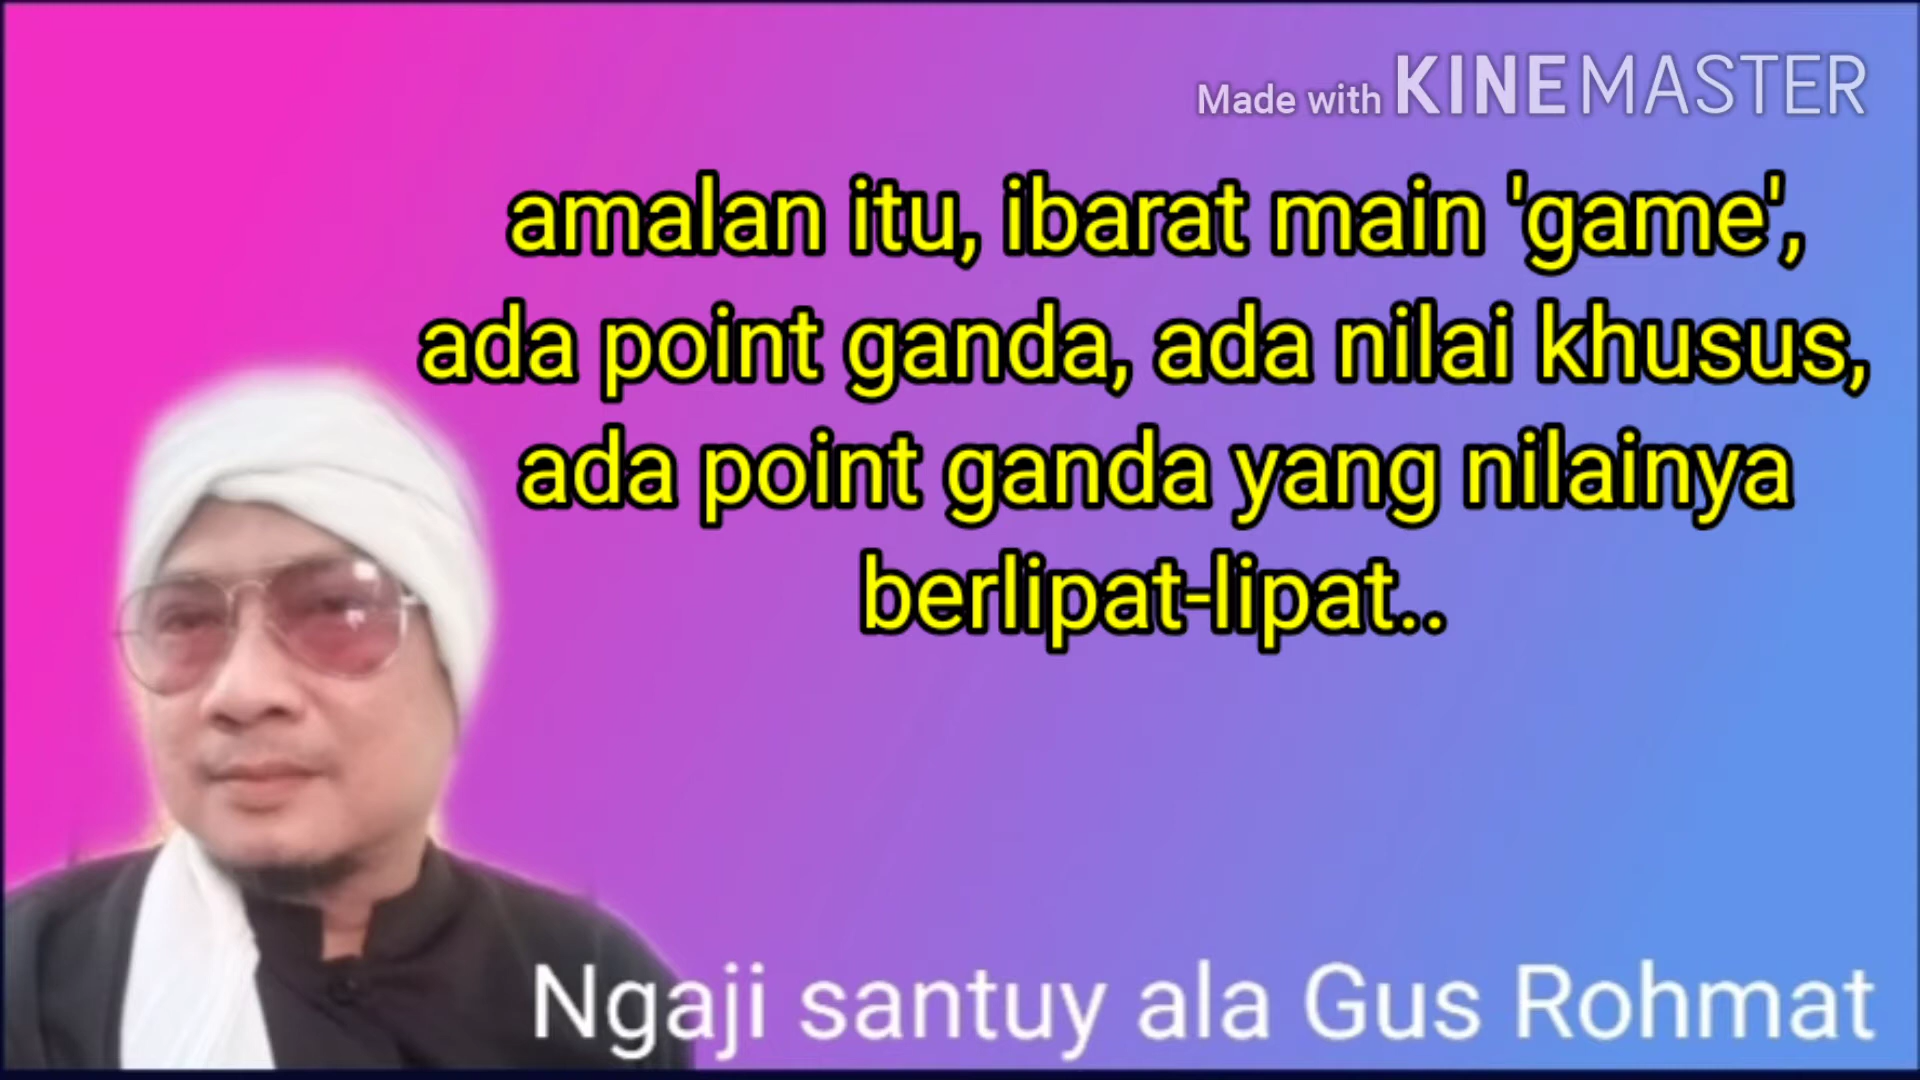 Made with KINEMASTER
amalan itu, ibarat main 'game',
ada point ganda, ada nilai khusus,
ada point ganda yang nilainya
berlipat-lipat..
Ngaji santuy ala Gus Rohmat